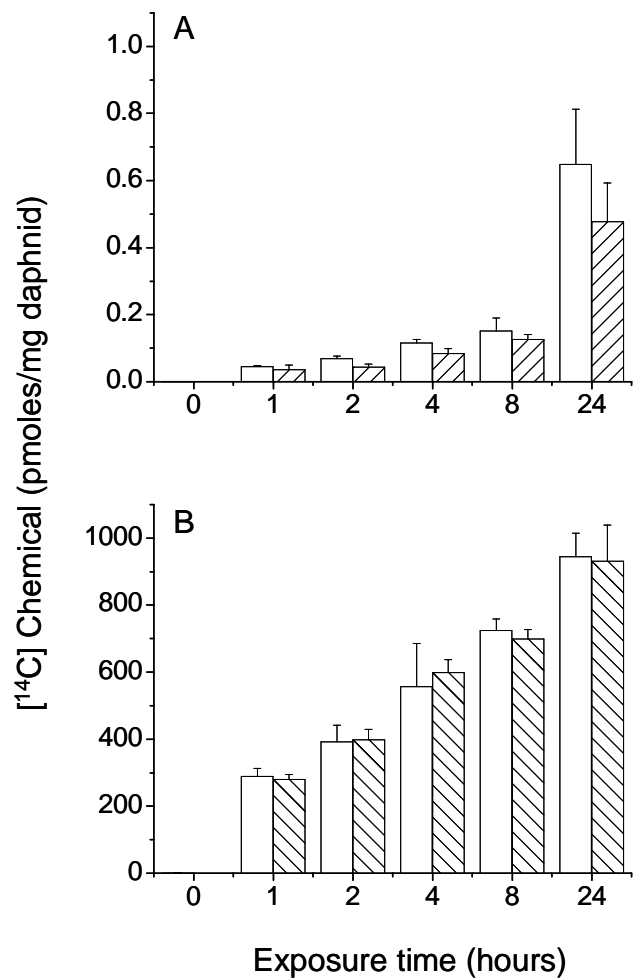 A
1.0
0.8
0.6
0.4
0.2
0.0
0 1 2 4 8 24
[¹⁴C] Chemical (pmoles/mg daphnid)
B
1000
800
600
400
200
0
0 1 2 4 8 24
Exposure time (hours)